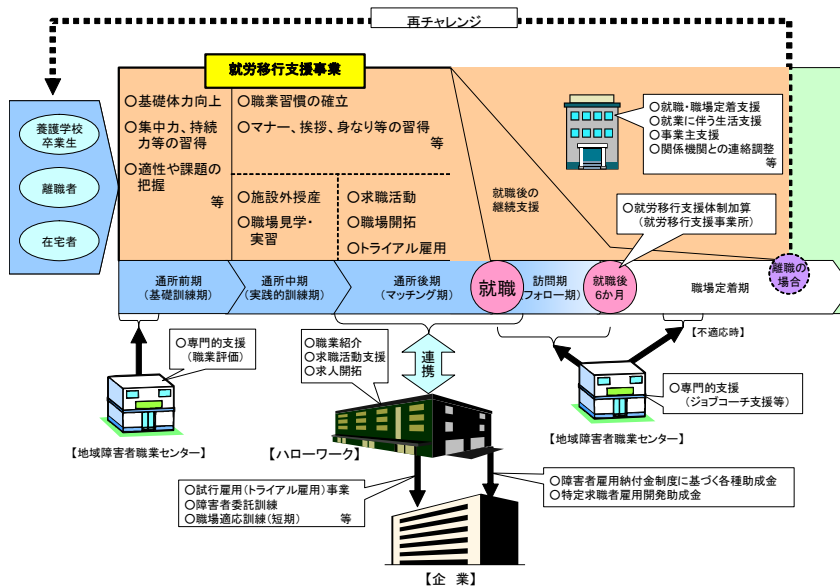 再チャレンジ
就労移行支援事業
養護学校
卒業生
離職者
在宅者
○基礎体力向上
○集中力、持続
力等の習得
○適性や課題の
把握
等
○職業習慣の確立
○マナー、挨拶、身なり等の習得
等
○施設外授産
○職場見学・
実習
○求職活動
○職場開拓
○トライアル雇用
就職後の
継続支援
○就職・職場定着支援
○就業に伴う生活支援
○事業主支援
○関係機関との連絡調整
等
○就労移行支援体制加算
(就労移行支援事業所)
通所前期
(基礎訓練期)
通所中期
(実践的訓練期)
通所後期
(マッチング期)
就職
訪問期
(フォロー期)
就職後
6か月
職場定着期
離職の
場合
【不適応時】
○専門的支援
(職業評価)
【地域障害者職業センター】
○職業紹介
○求職活動支援
○求人開拓
連携
【ハローワーク】
○専門的支援
(ジョブコーチ支援等)
【地域障害者職業センター】
○試行雇用(トライアル雇用)事業
○障害者委託訓練
○職場適応訓練(短期) 等
○障害者雇用納付金制度に基づく各種助成金
○特定求職者雇用開発助成金
【企 業】